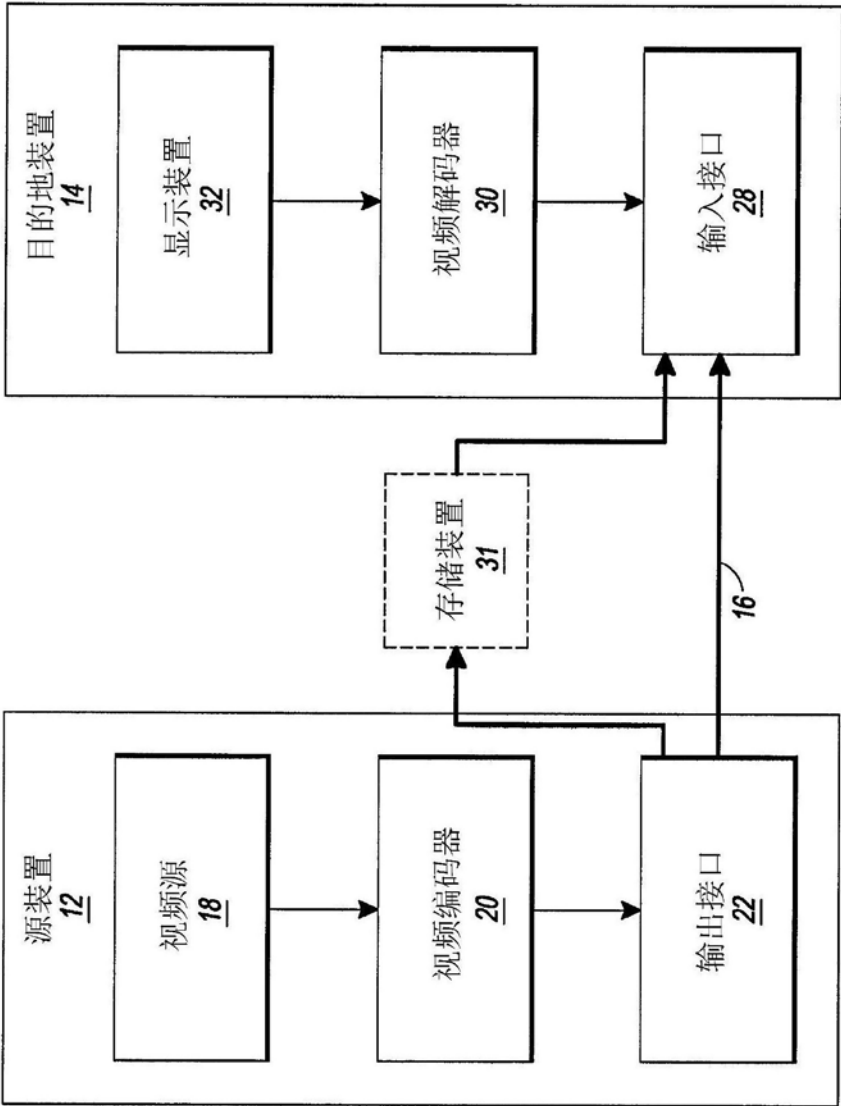 源装置
12
视频源
18
视频编码器
20
输出接口
22
存储装置
31
16
目的地装置
14
显示装置
32
视频解码器
30
输入接口
28